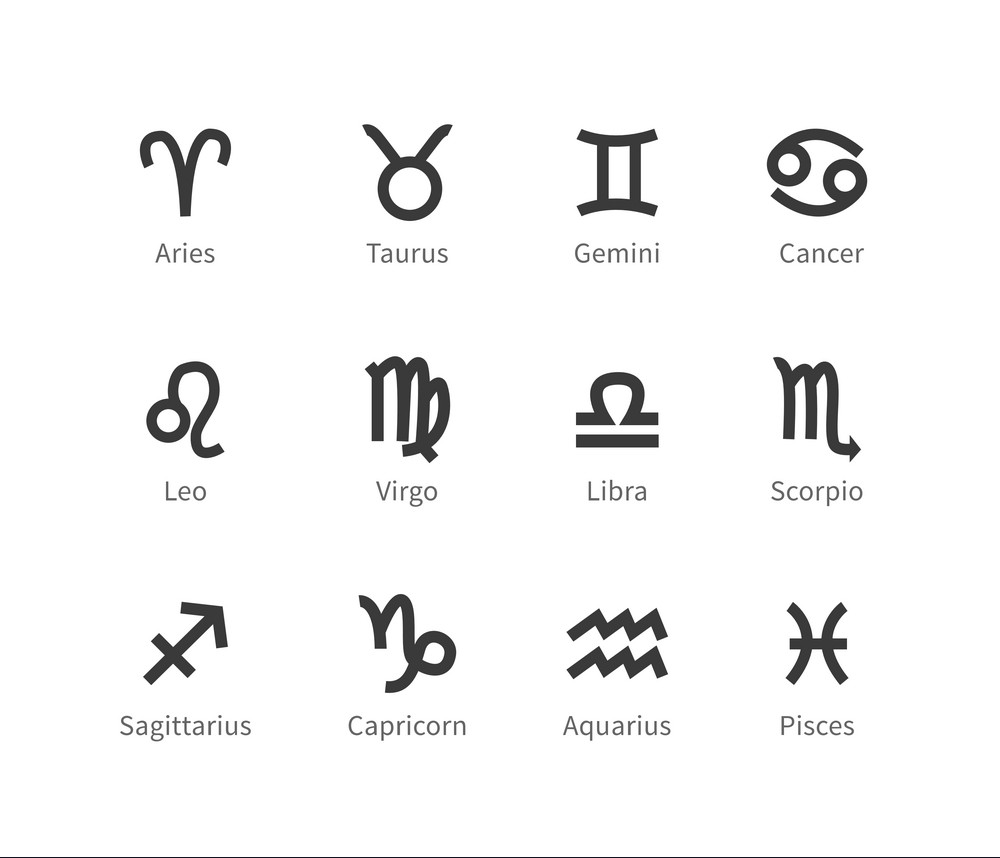 Aries Taurus Gemini Cancer
Leo Virgo Libra Scorpio
Sagittarius Capricorn Aquarius Pisces